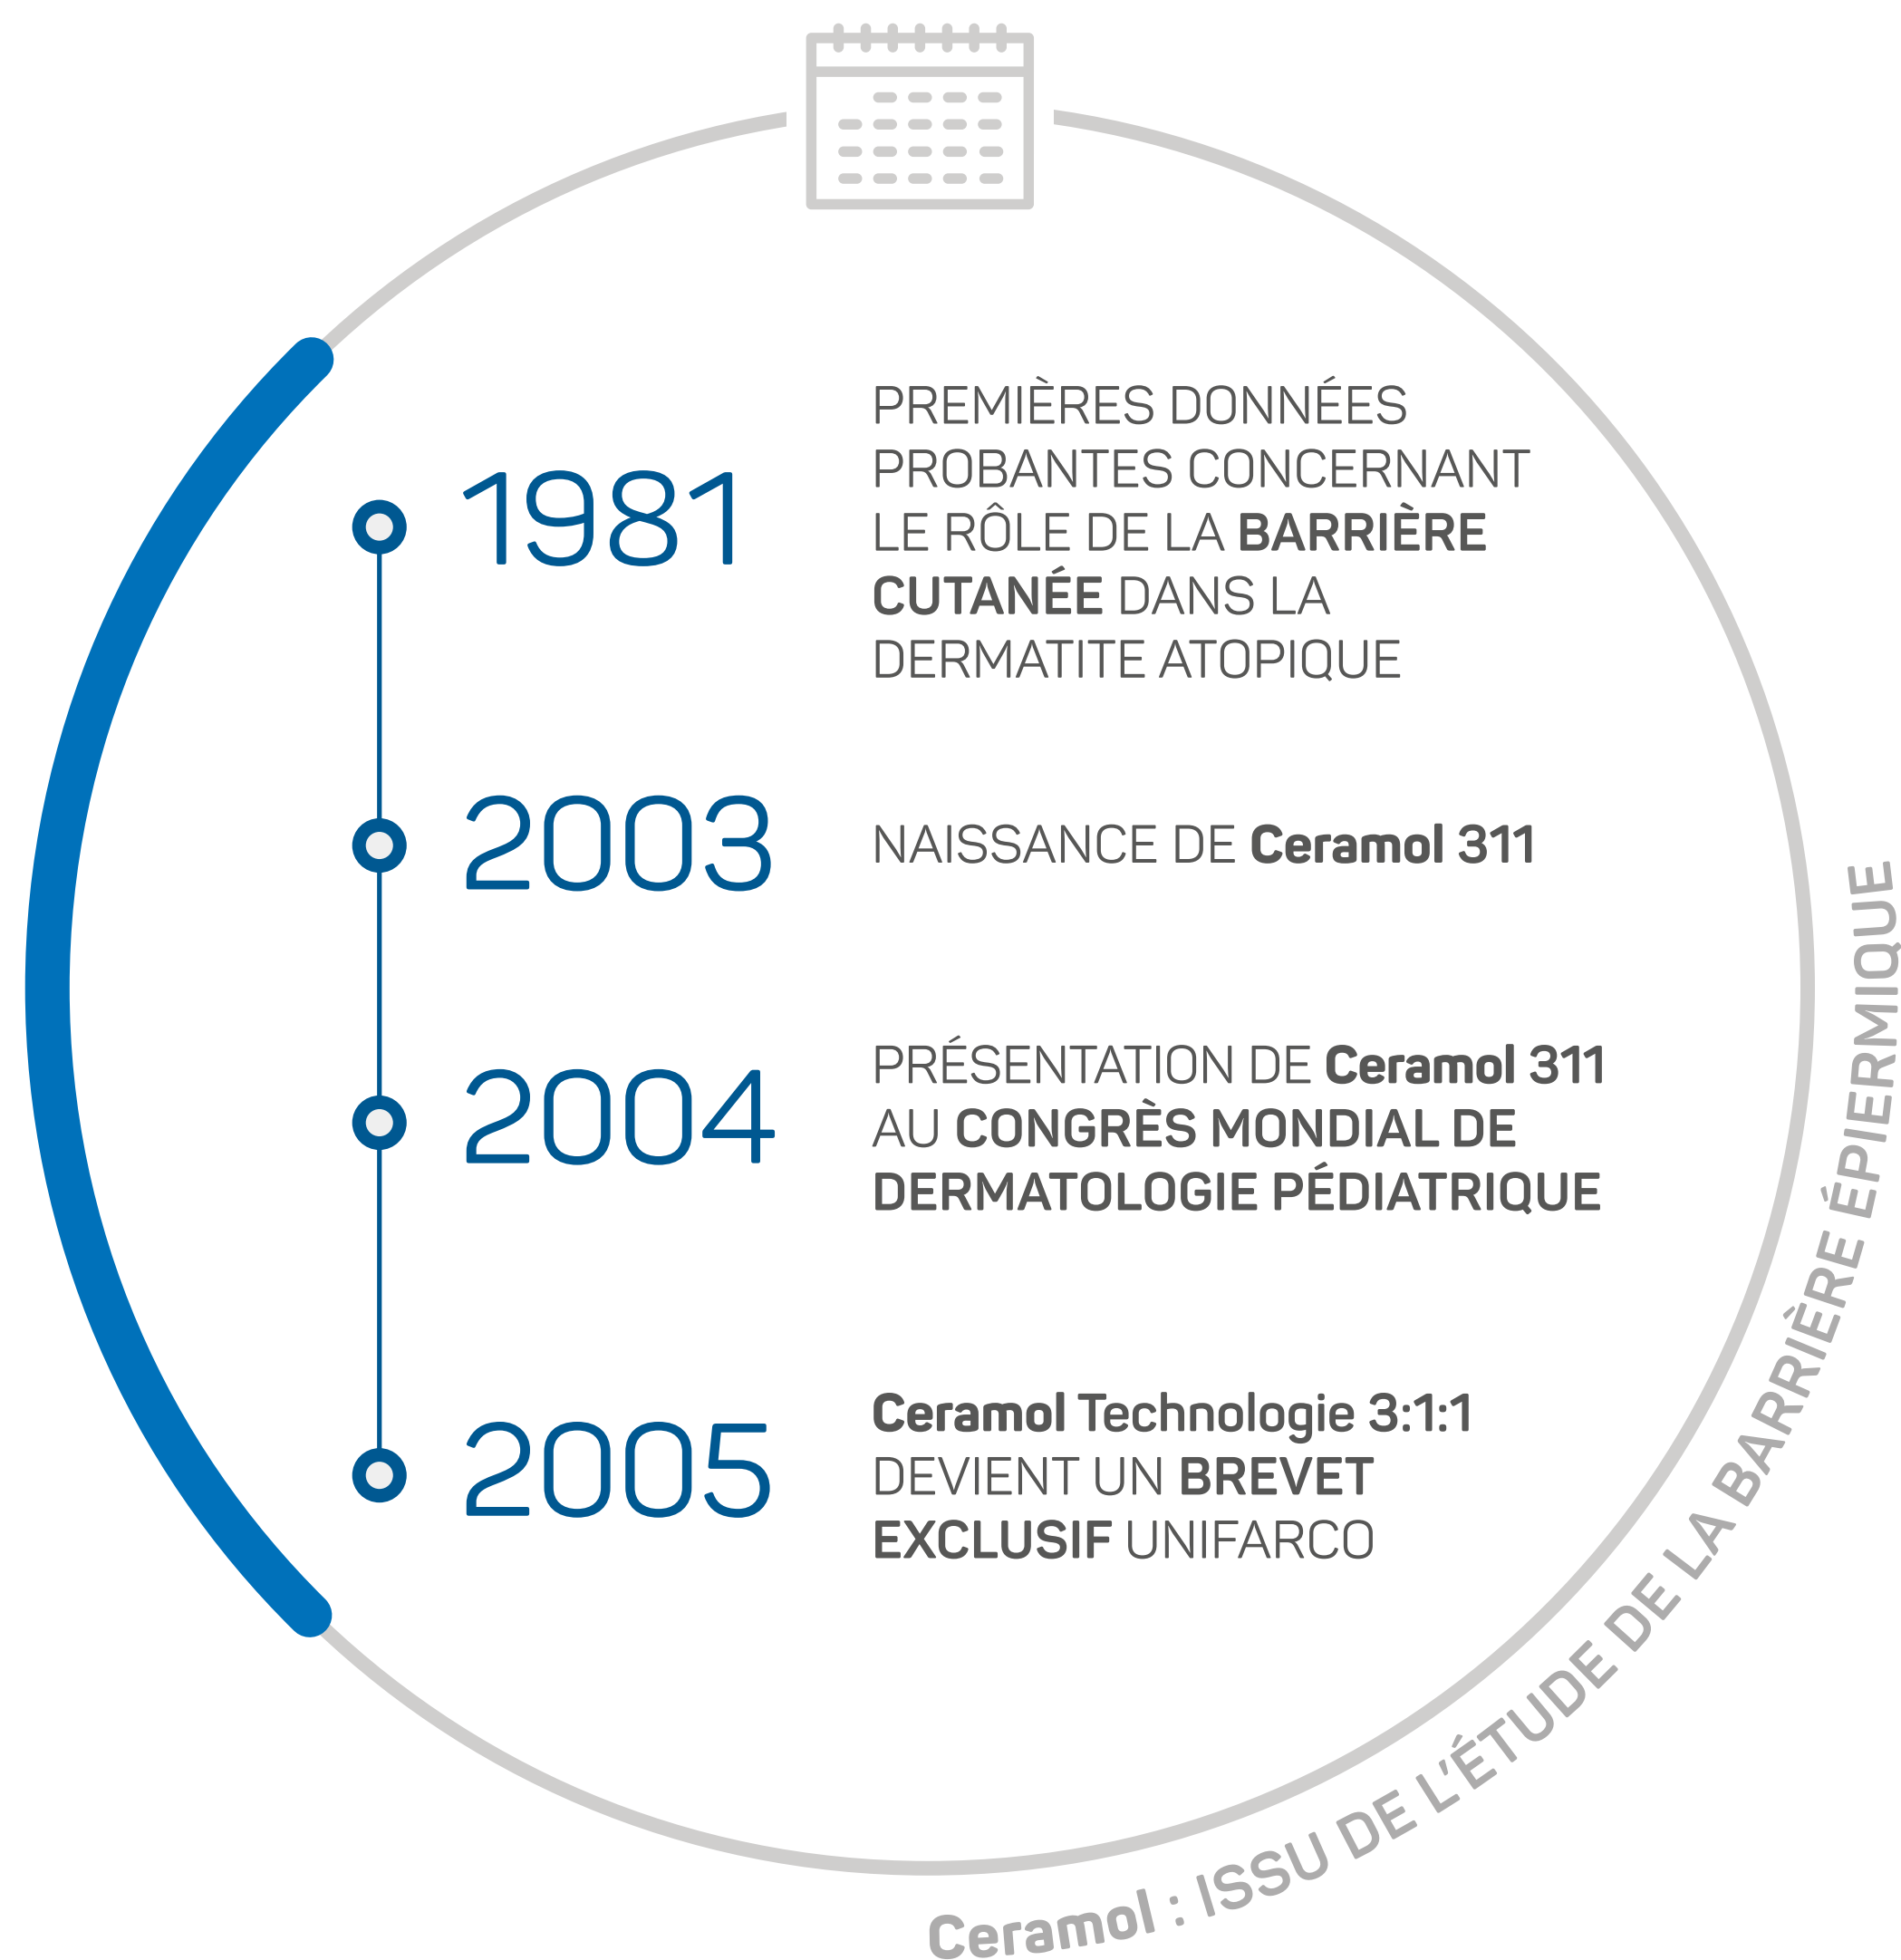 1981
PREMIÈRES DONNÉES
PROBANTES CONCERNANT
LE RÔLE DE LA BARRIÈRE
CUTANÉE DANS LA
DERMATITE ATOPIQUE
2003
NAISSANCE DE Ceramol 311
2004
PRÉSENTATION DE Ceramol 311
AU CONGRÈS MONDIAL DE
DERMATOLOGIE PÉDIATRIQUE
2005
Ceramol Technologie 3:1:1
DEVIENT UN BREVET
EXCLUSIF UNIFARCO
Ceramol : ISSU DE L'ÉTUDE DE LA BARRIÈRE ÉPIERMIQUE